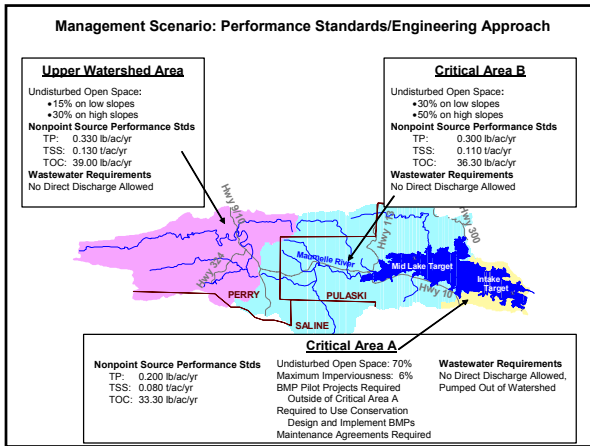 Management Scenario: Performance Standards/Engineering Approach
Upper Watershed Area
Undisturbed Open Space:
•15% on low slopes
•30% on high slopes
Nonpoint Source Performance Stds
TP: 0.330 lb/ac/yr
TSS: 0.130 t/ac/yr
TOC: 39.00 lb/ac/yr
Wastewater Requirements
No Direct Discharge Allowed
Critical Area B
Undisturbed Open Space:
•30% on low slopes
•50% on high slopes
Nonpoint Source Performance Stds
TP: 0.300 lb/ac/yr
TSS: 0.110 t/ac/yr
TOC: 36.30 lb/ac/yr
Wastewater Requirements
No Direct Discharge Allowed
Hwy 9/10
Hwy 324
Maumelle River
Hwy 113
Hwy 300
Mid Lake Target
Intake
Target
Hwy 10
PERRY
PULASKI
SALINE
Critical Area A
Nonpoint Source Performance Stds
TP: 0.200 lb/ac/yr
TSS: 0.080 t/ac/yr
TOC: 33.30 lb/ac/yr
Undisturbed Open Space: 70%
Maximum Imperviousness: 6%
BMP Pilot Projects Required
Outside of Critical Area A
Required to Use Conservation
Design and Implement BMPs
Maintenance Agreements Required
Wastewater Requirements
No Direct Discharge Allowed,
Pumped Out of Watershed